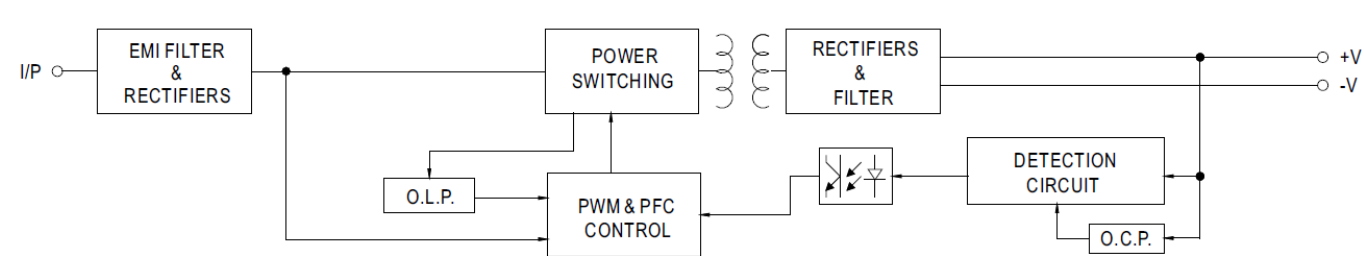 I/P
EMI FILTER
&
RECTIFIERS
POWER
SWITCHING
RECTIFIERS
&
FILTER
+V
-V
O.L.P.
PWM & PFC
CONTROL
DETECTION
CIRCUIT
O.C.P.